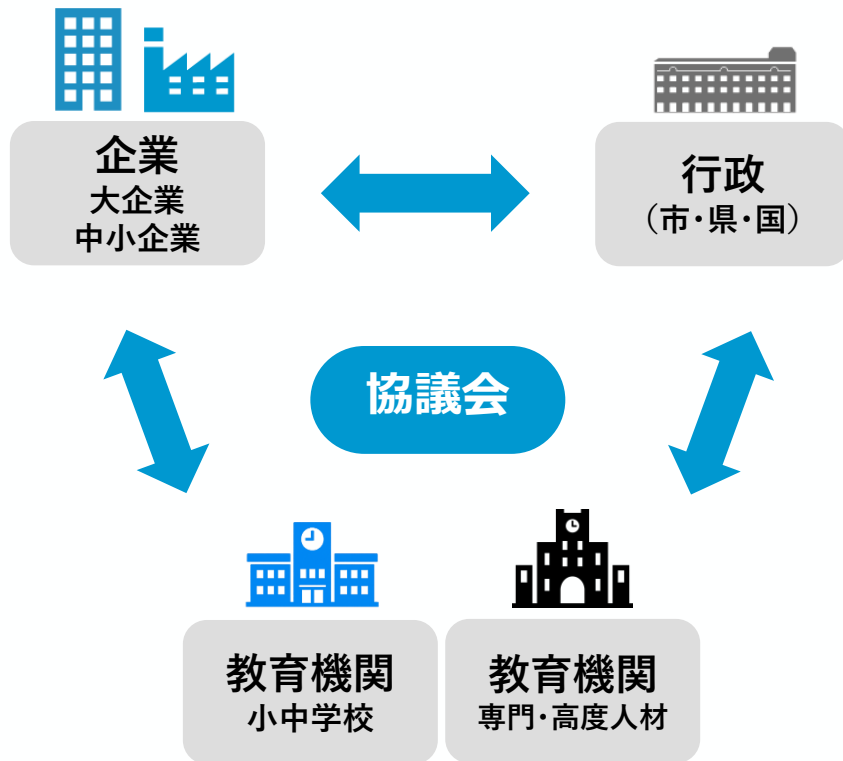 企業
大企業
中小企業
行政
（市・県・国）
協議会
教育機関
小中学校
教育機関
専門・高度人材